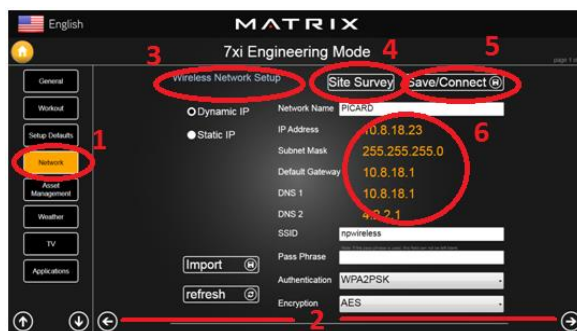 English
MATRIX
7xi Engineering Mode
3
4
5
General
Workout
Setup Defaults
1
Network
Asset
Management
Weather
TV
Applications
Wireless Network Setup
Site Survey
Save/Connect
Dynamic IP
Static IP
Network Name PICARD
6
IP Address 10.8.18.23
Subnet Mask 255.255.255.0
Default Gateway 10.8.18.1
DNS 1 10.8.18.1
DNS 2 4.2.2.1
SSID npwireless
Pass Phrase
Import
Authentication WPA2PSK
refresh
Encryption AES
2